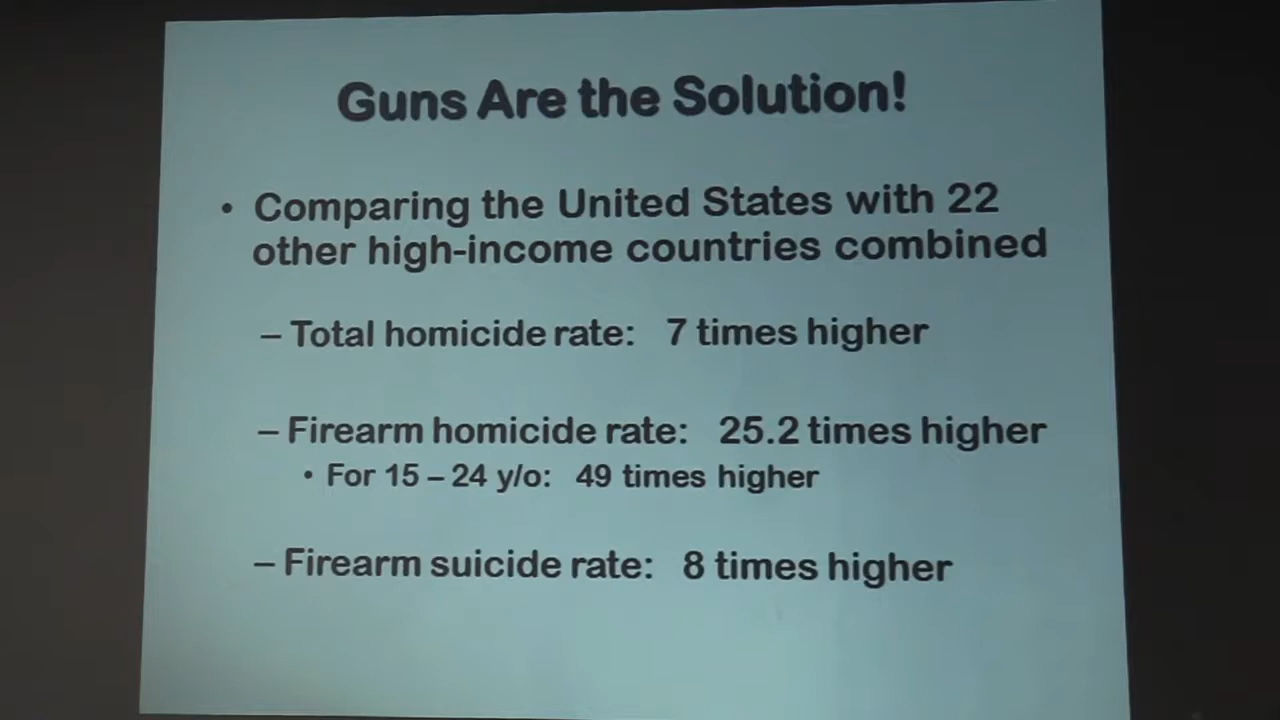 Guns Are the Solution!
• Comparing the United States with 22
other high-income countries combined
– Total homicide rate: 7 times higher
– Firearm homicide rate: 25.2 times higher
• For 15 – 24 y/o: 49 times higher
– Firearm suicide rate: 8 times higher